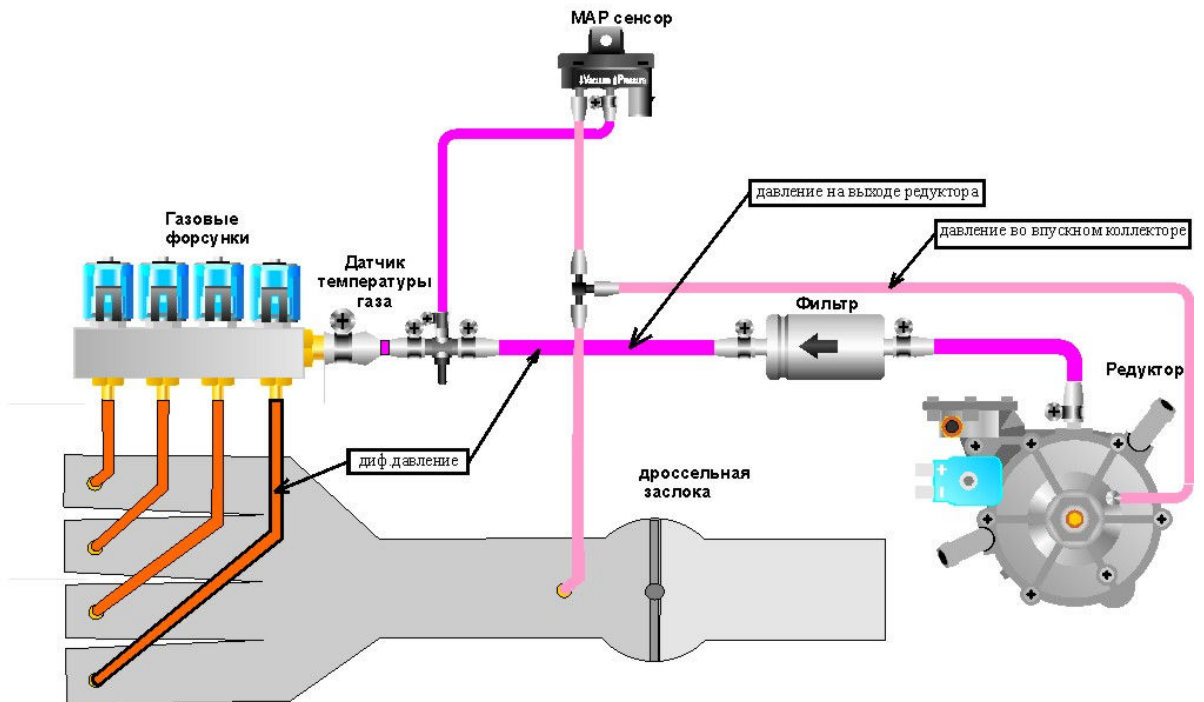 МАР сенсор
Vacuum
давление на выходе редуктора
давление во впускном коллекторе
Газовые
форсунки
Датчик
температуры
газа
Фильтр
Редуктор
диф.давление
дроссельная
заслока